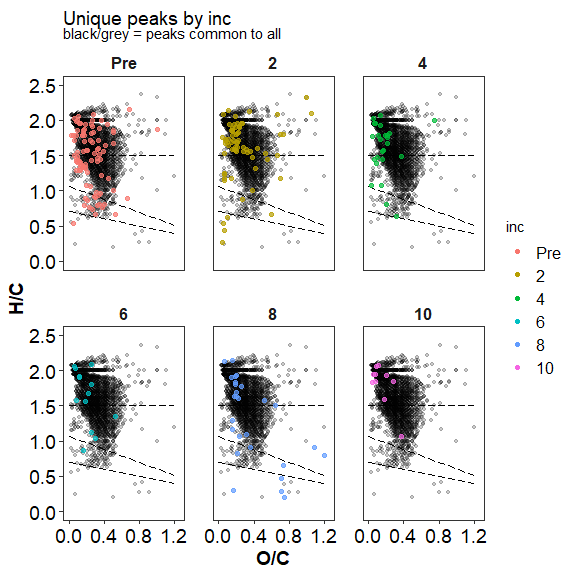 Unique peaks by inc
black/grey = peaks common to all
Pre 2 4
2.5
2.0
1.5
1.0
0.5
0.0
H/C
6 8 10
2.5
2.0
1.5
1.0
0.5
0.0
0.0 0.4 0.8 1.2 0.0 0.4 0.8 1.2 0.0 0.4 0.8 1.2
O/C
inc
Pre
2
4
6
8
10